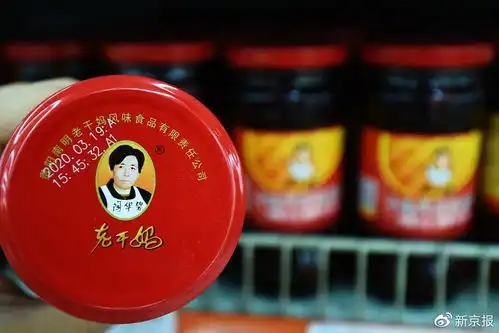 贵阳南明老干妈风味食品有限责任公司
2020.03.19.A
15:45:32 A1
®
陶华碧
老干妈
新京报